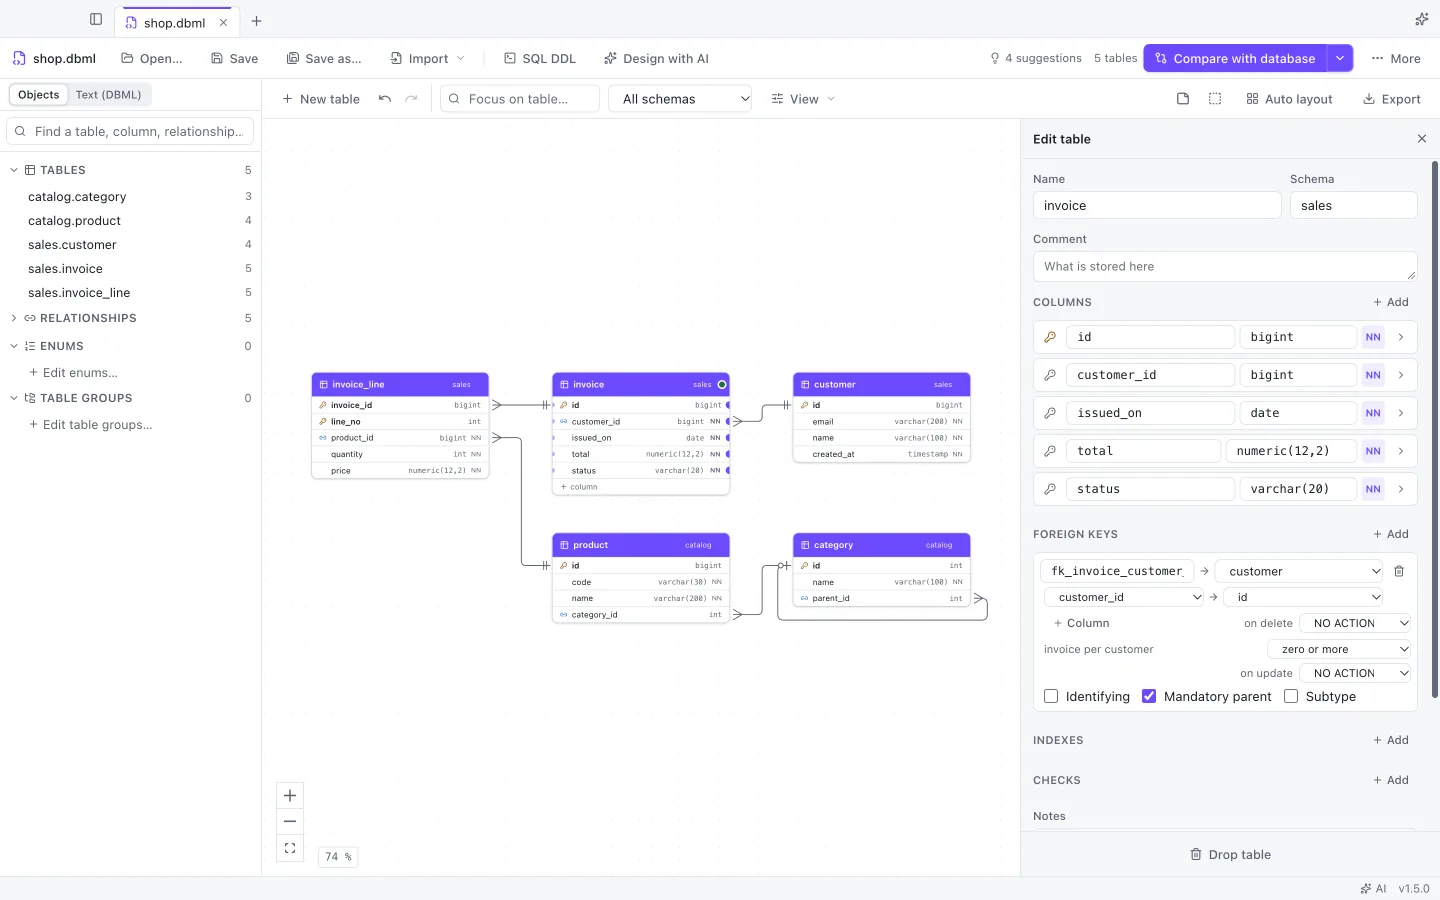 shop.dbml
shop.dbml
Open...
Save
Save as...
Import
SQL DDL
Design with AI
4 suggestions
5 tables
Compare with database
More
Objects
Text (DBML)
New table
Focus on table...
All schemas
View
Auto layout
Export
Find a table, column, relationship...
TABLES 5
catalog.category 3
catalog.product 4
sales.customer 4
sales.invoice 5
sales.invoice_line 5
RELATIONSHIPS 5
ENUMS 0
+ Edit enums...
TABLE GROUPS 0
+ Edit table groups...
invoice_line sales
invoice_id bigint
line_no int
product_id bigint NN
quantity int NN
price numeric(12,2) NN
invoice sales
id bigint
customer_id bigint NN
issued_on date NN
total numeric(12,2) NN
status varchar(20) NN
+ column
customer sales
id bigint
email varchar(200) NN
name varchar(100) NN
created_at timestamp NN
product catalog
id bigint
code varchar(30) NN
name varchar(200) NN
category_id int
category catalog
id int
name varchar(100) NN
parent_id int
74 %
Edit table
Name Schema
invoice sales
Comment
What is stored here
COLUMNS + Add
id bigint NN
customer_id bigint NN
issued_on date NN
total numeric(12,2) NN
status varchar(20) NN
FOREIGN KEYS + Add
fk_invoice_customer_ → customer
customer_id → id
+ Column on delete NO ACTION
invoice per customer zero or more
on update NO ACTION
Identifying Mandatory parent Subtype
INDEXES + Add
CHECKS + Add
Notes
Drop table
AI v1.5.0